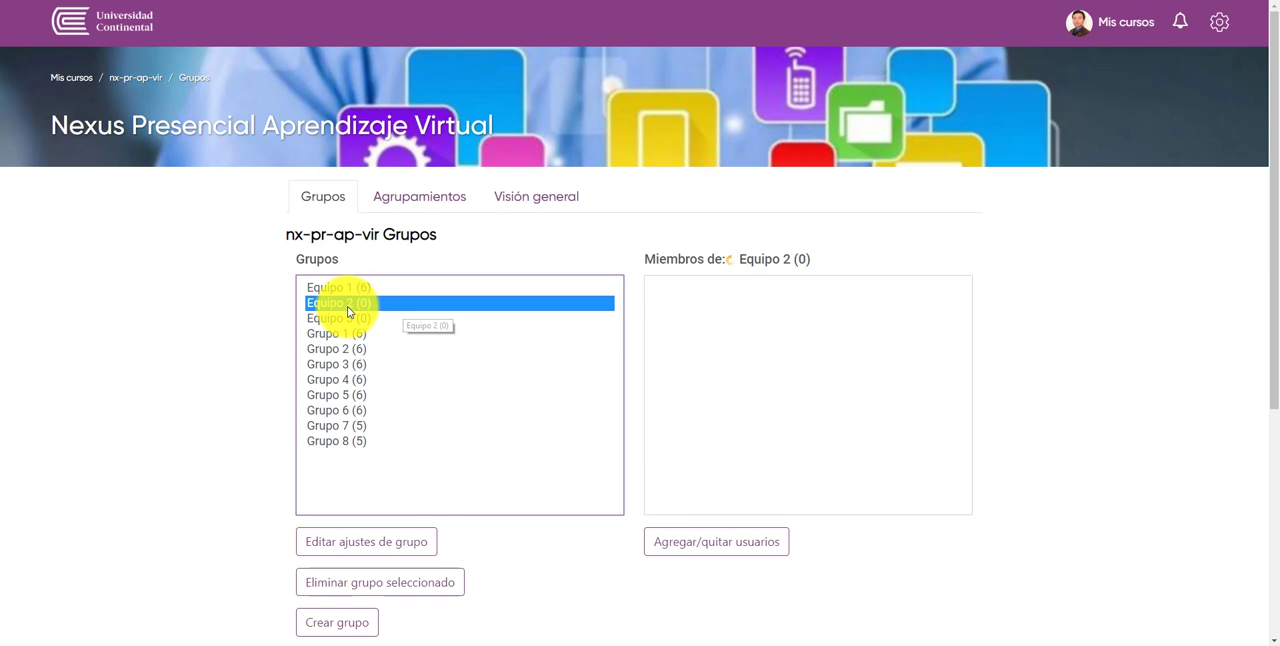 Universidad
Continental
Mis cursos
Mis cursos / nx-pr-ap-vir / Grupos
Nexus Presencial Aprendizaje Virtual
Grupos Agrupamientos Visión general
nx-pr-ap-vir Grupos
Grupos
Miembros de: Equipo 2 (0)
Equipo 1 (6)
Equipo 2 (0)
Equipo 3 (0)
Equipo 2 (0)
Grupo 1 (6)
Grupo 2 (6)
Grupo 3 (6)
Grupo 4 (6)
Grupo 5 (6)
Grupo 6 (6)
Grupo 7 (5)
Grupo 8 (5)
Editar ajustes de grupo
Agregar/quitar usuarios
Eliminar grupo seleccionado
Crear grupo